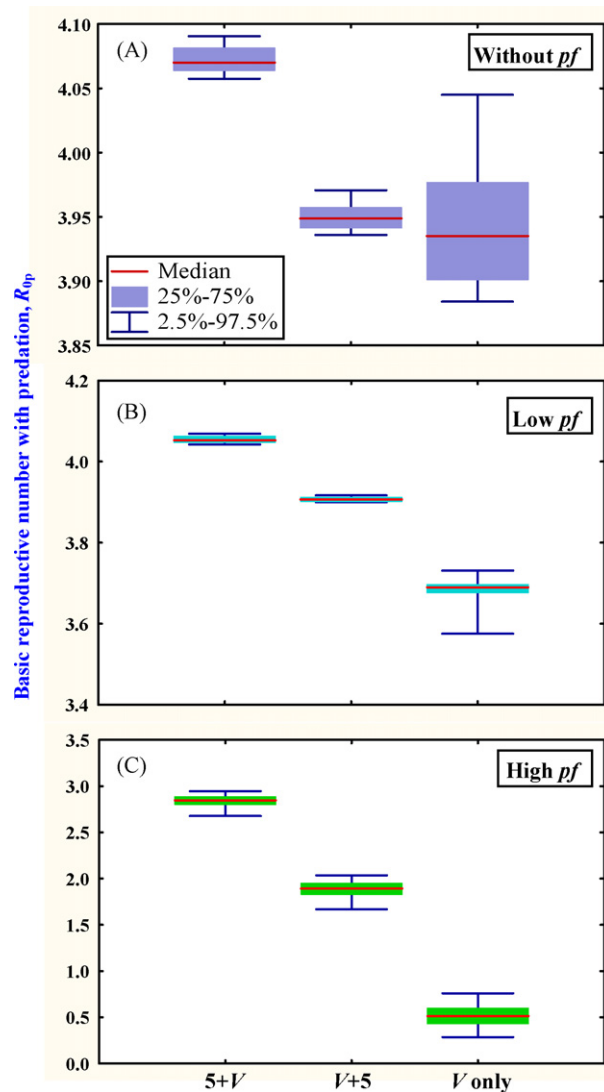 Basic reproductive number with predation, R0p
(A)
Without pf
4.10
4.05
4.00
3.95
3.90
3.85
Median
25%-75%
2.5%-97.5%
(B)
Low pf
4.2
4.0
3.8
3.6
3.4
(C)
High pf
3.5
3.0
2.5
2.0
1.5
1.0
0.5
0.0
5+V V+5 V only